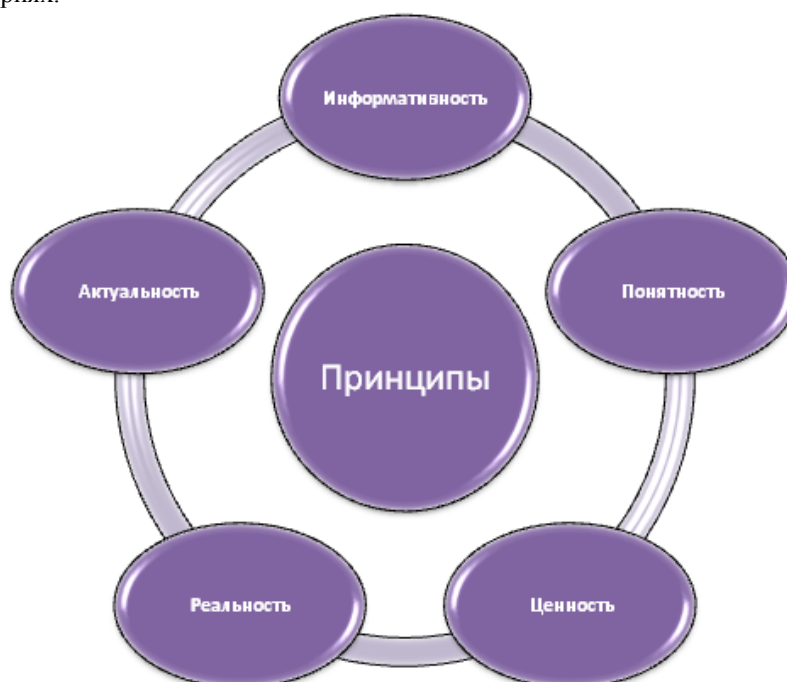 Информативность
Актуальность
Понятность
Принципы
Реальность
Ценность